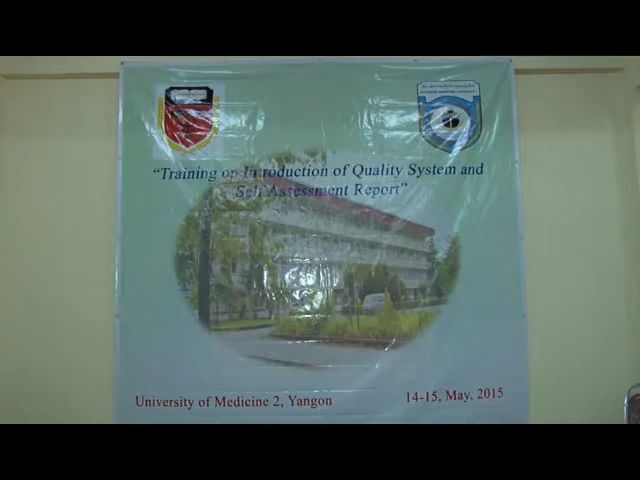 "Training on Introduction of Quality System and
Self Assessment Report"
University of Medicine 2, Yangon
14-15, May, 2015